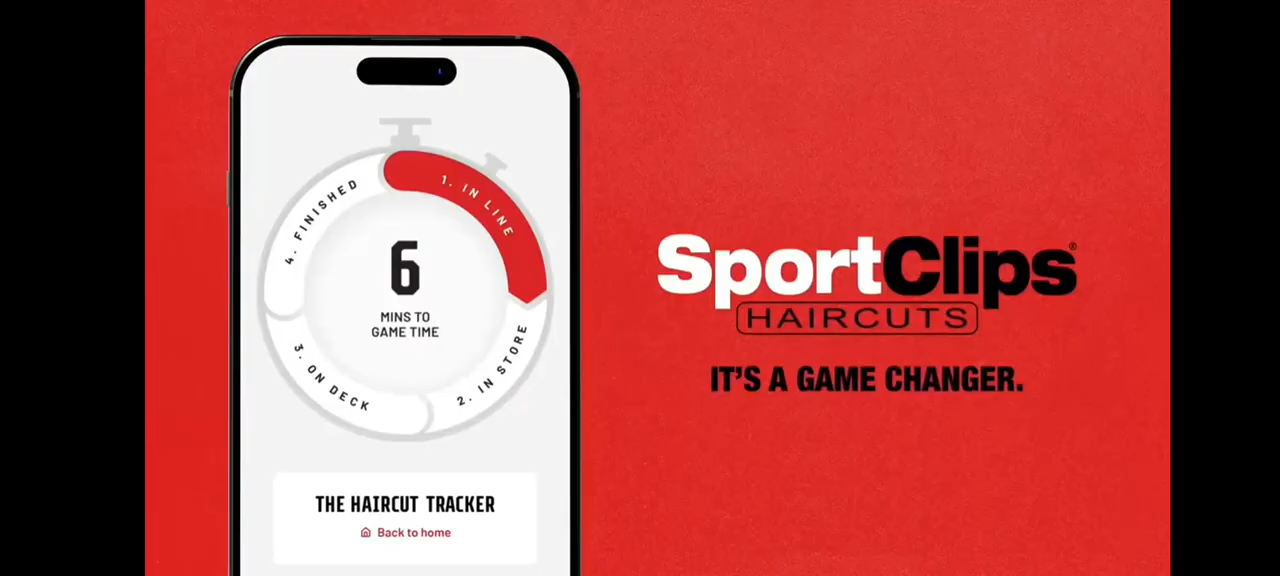 1. IN LINE
2. IN STORE
3. ON DECK
4. FINISHED
6
MINS TO
GAME TIME
THE HAIRCUT TRACKER
Back to home
SportClips®
HAIRCUTS
IT'S A GAME CHANGER.